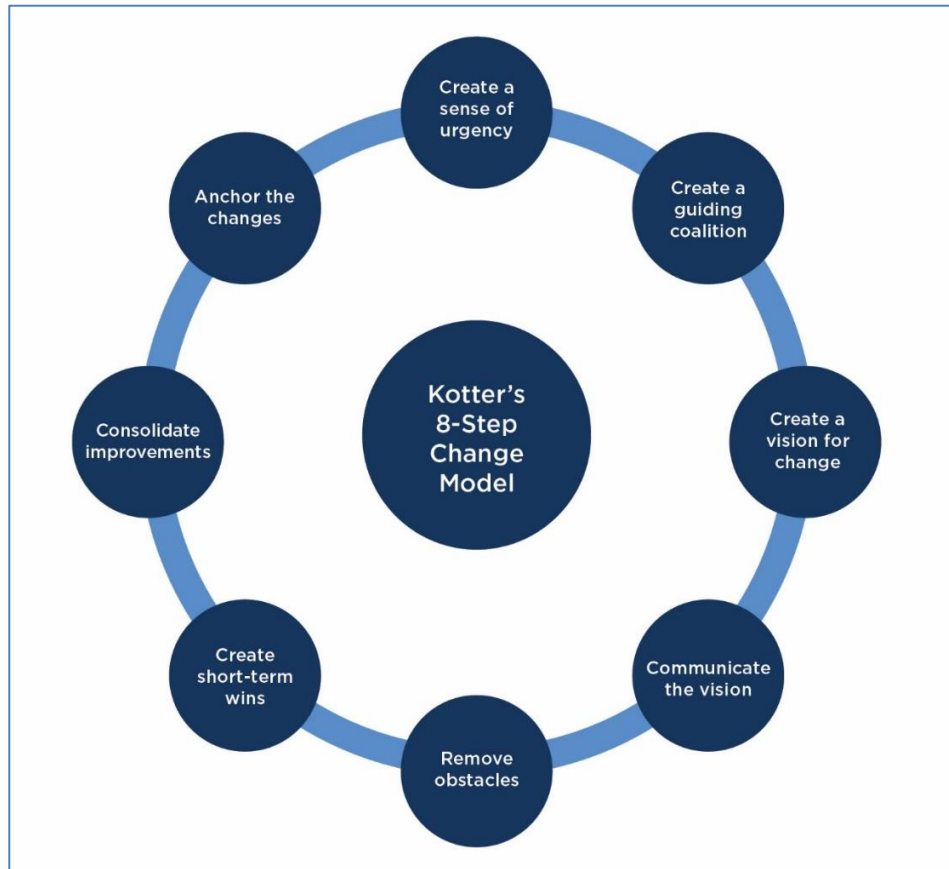 Kotter’s
8-Step
Change
Model
Create a
sense of
urgency
Create a
guiding
coalition
Create a
vision for
change
Communicate
the vision
Remove
obstacles
Create
short-term
wins
Consolidate
improvements
Anchor the
changes